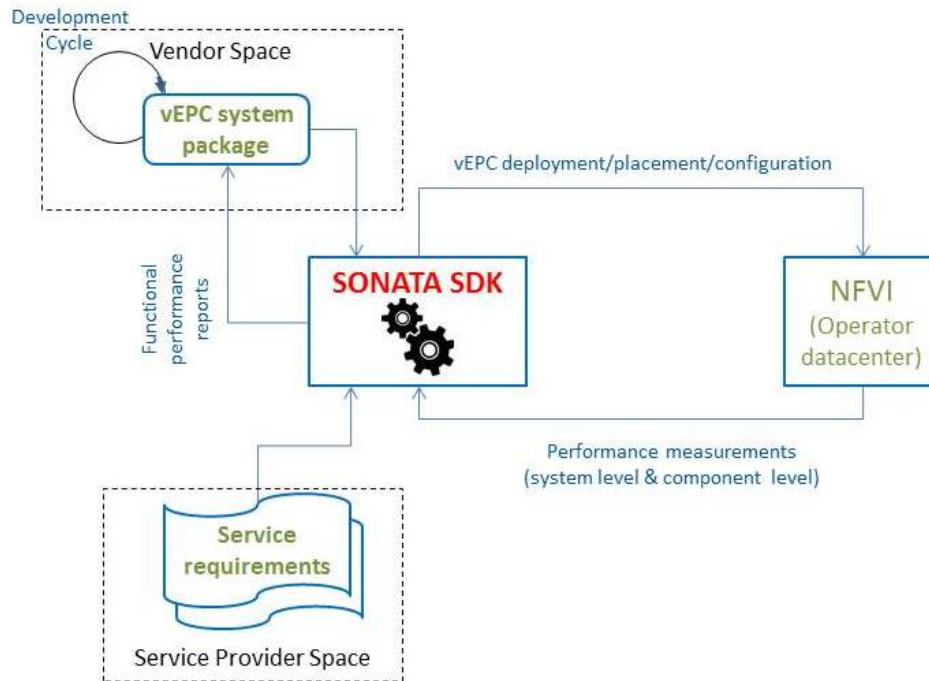 Development
Cycle
Vendor Space
vEPC system
package
vEPC deployment/placement/configuration
Functional
performance
reports
SONATA SDK
NFVI
(Operator
datacenter)
Performance measurements
(system level & component level)
Service
requirements
Service Provider Space